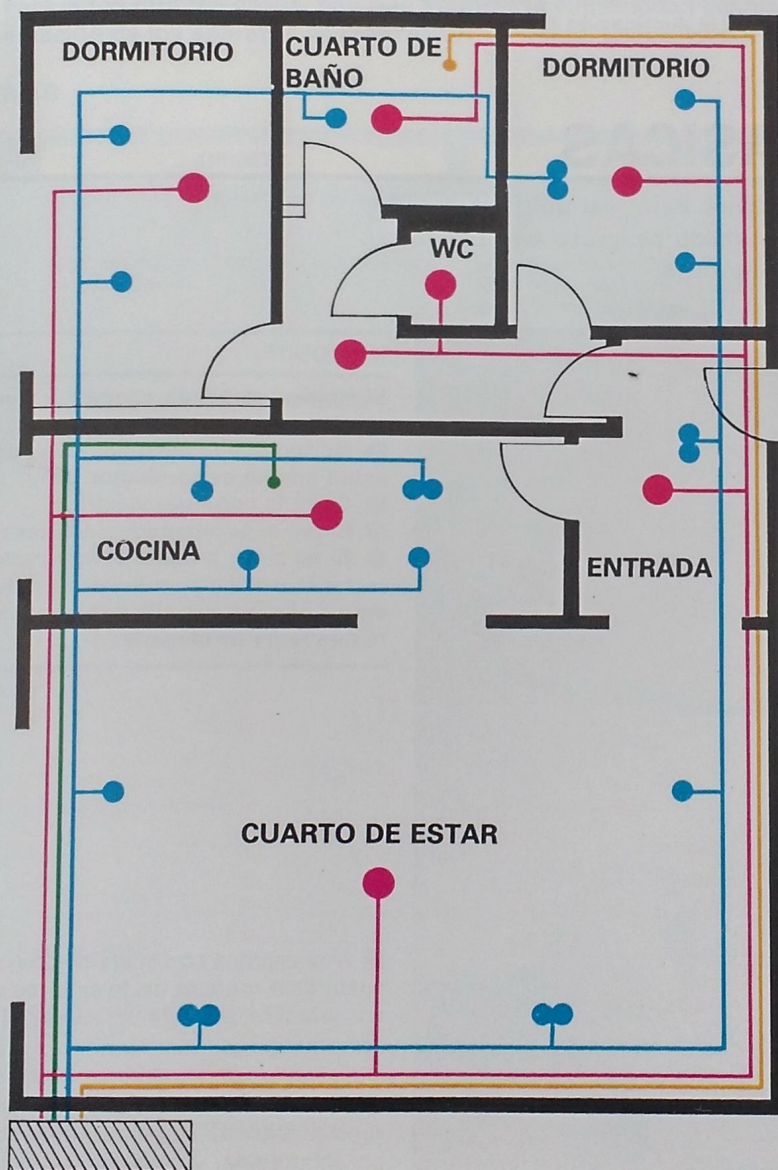 DORMITORIO
CUARTO DE
BAÑO
DORMITORIO
WC
COCINA
ENTRADA
CUARTO DE ESTAR